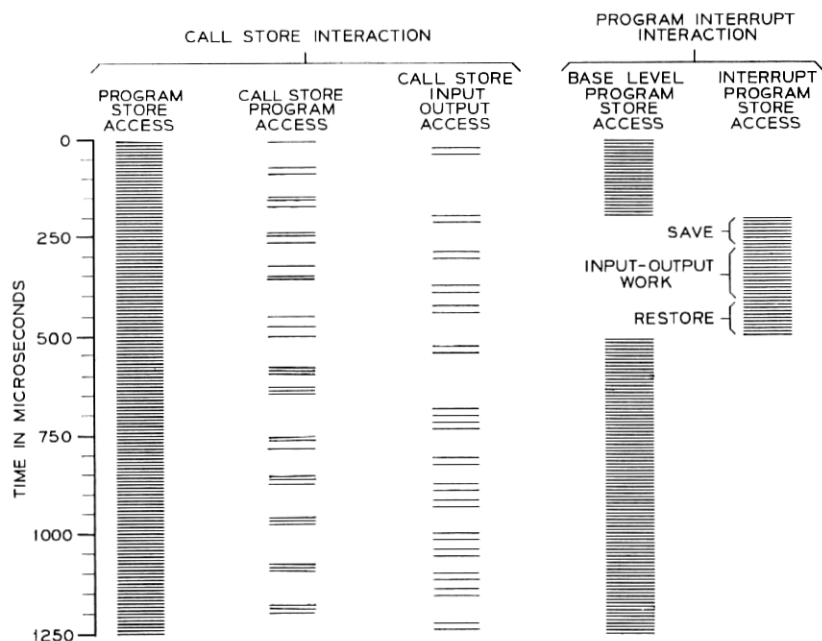 CALL STORE INTERACTION
PROGRAM INTERRUPT
INTERACTION
PROGRAM
STORE
ACCESS
CALL STORE
PROGRAM
ACCESS
CALL STORE
INPUT
OUTPUT
ACCESS
BASE LEVEL
PROGRAM
STORE
ACCESS
INTERRUPT
PROGRAM
STORE
ACCESS
TIME IN MICROSECONDS
0
250
500
750
1000
1250
SAVE
INPUT-OUTPUT
WORK
RESTORE